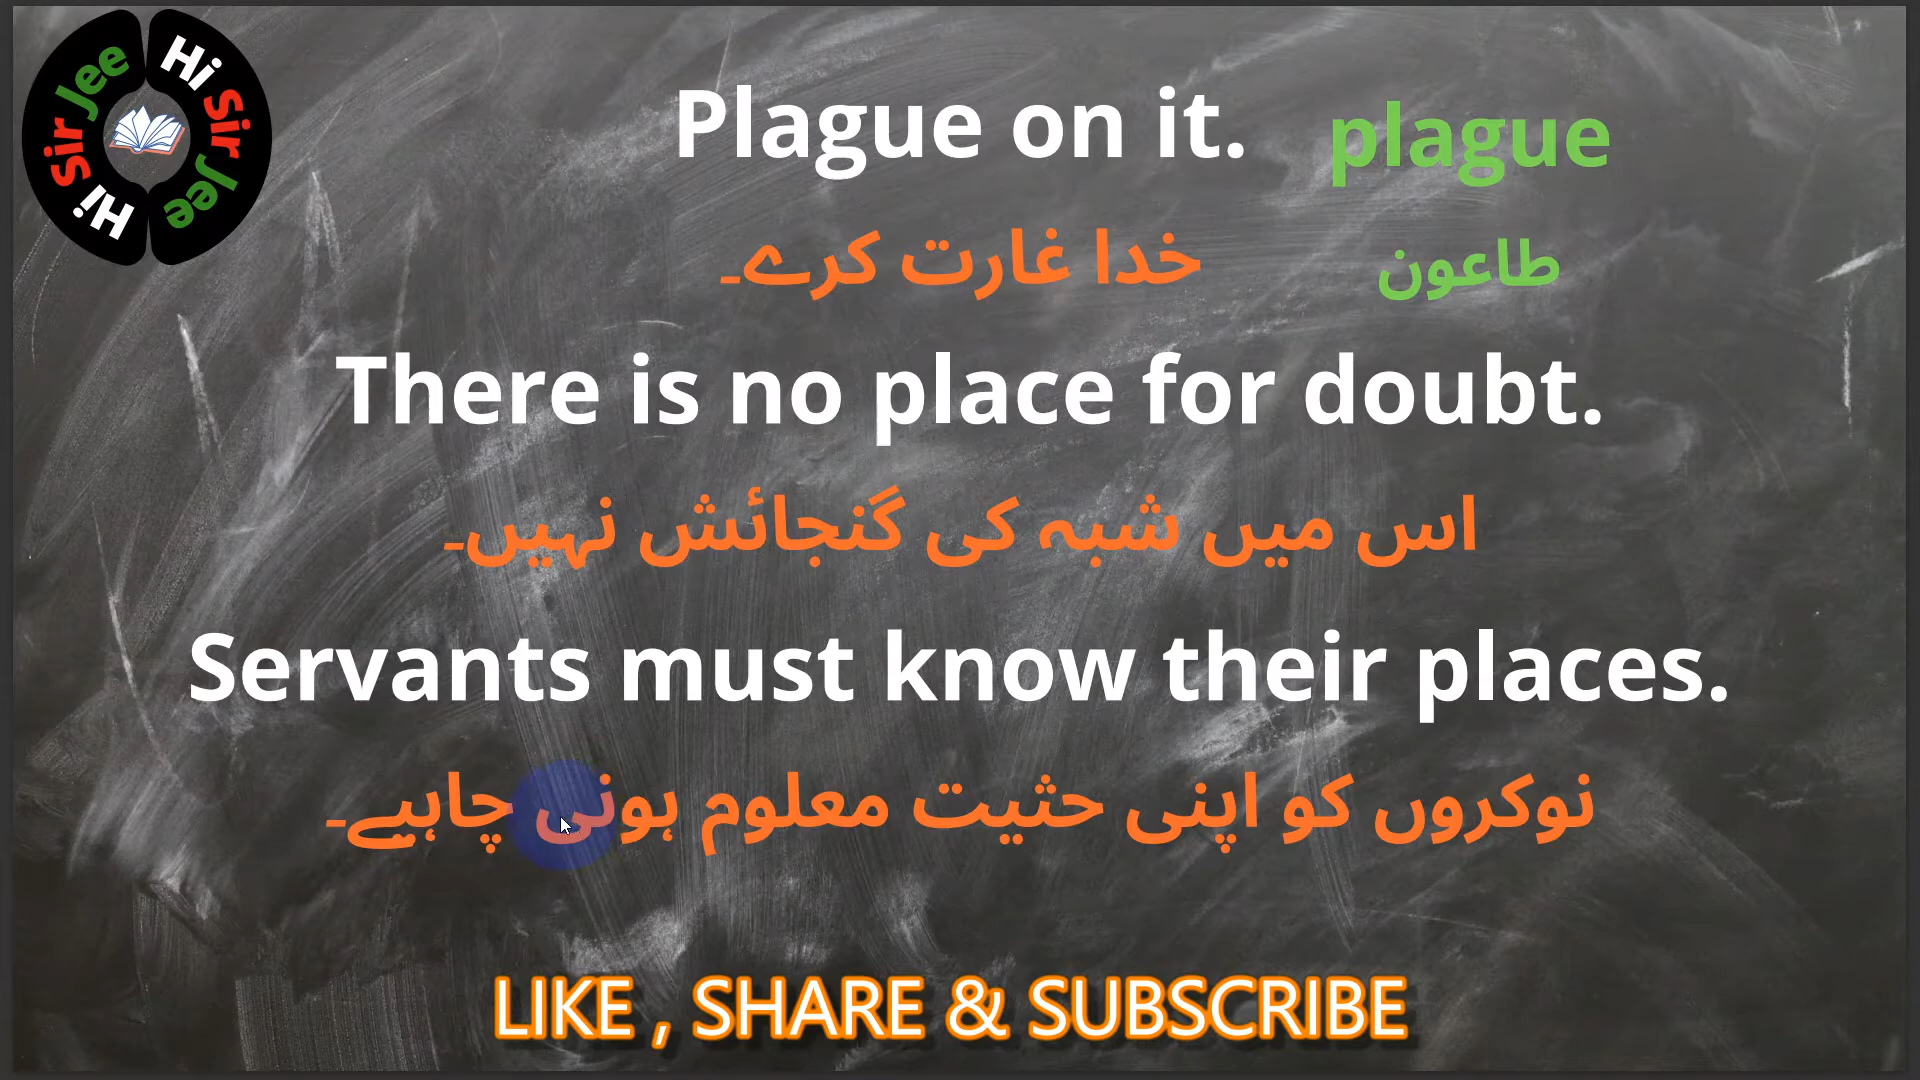 Hi Sir Jee
Hi Sir Jee
Plague on it.
plague
خدا غارت کرے۔
طاعون
There is no place for doubt.
اس میں شبہ کی گنجائش نہیں۔
Servants must know their places.
نوکروں کو اپنی حثیت معلوم ہونی چاہیے۔
LIKE , SHARE & SUBSCRIBE